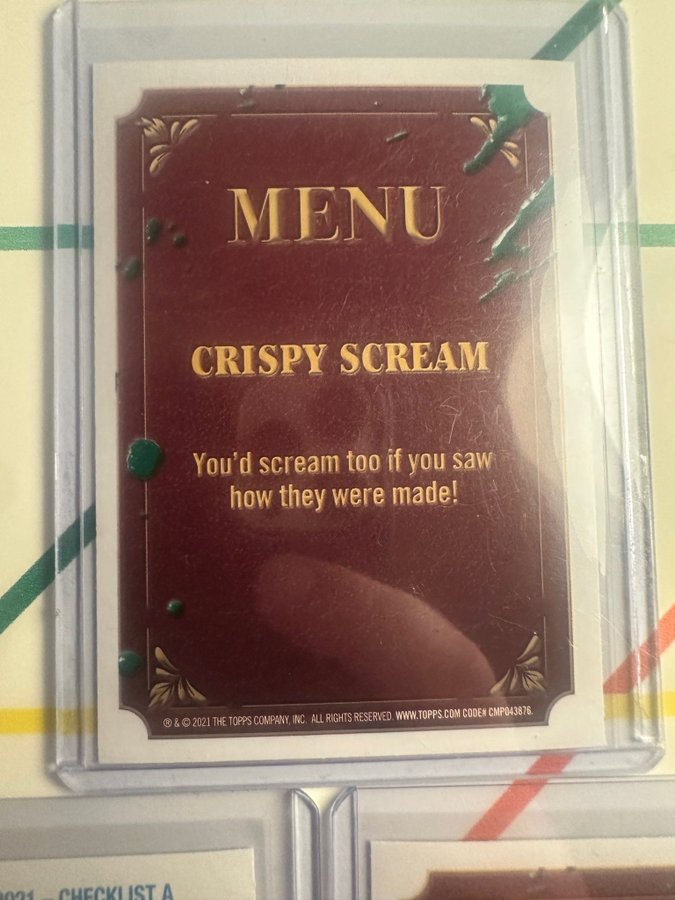 MENU
CRISPY SCREAM
You'd scream too if you saw
how they were made!
® & © 2021 THE TOPPS COMPANY, INC. ALL RIGHTS RESERVED. WWW.TOPPS.COM CODE# CMP043876.
2021 – CHECKLIST A